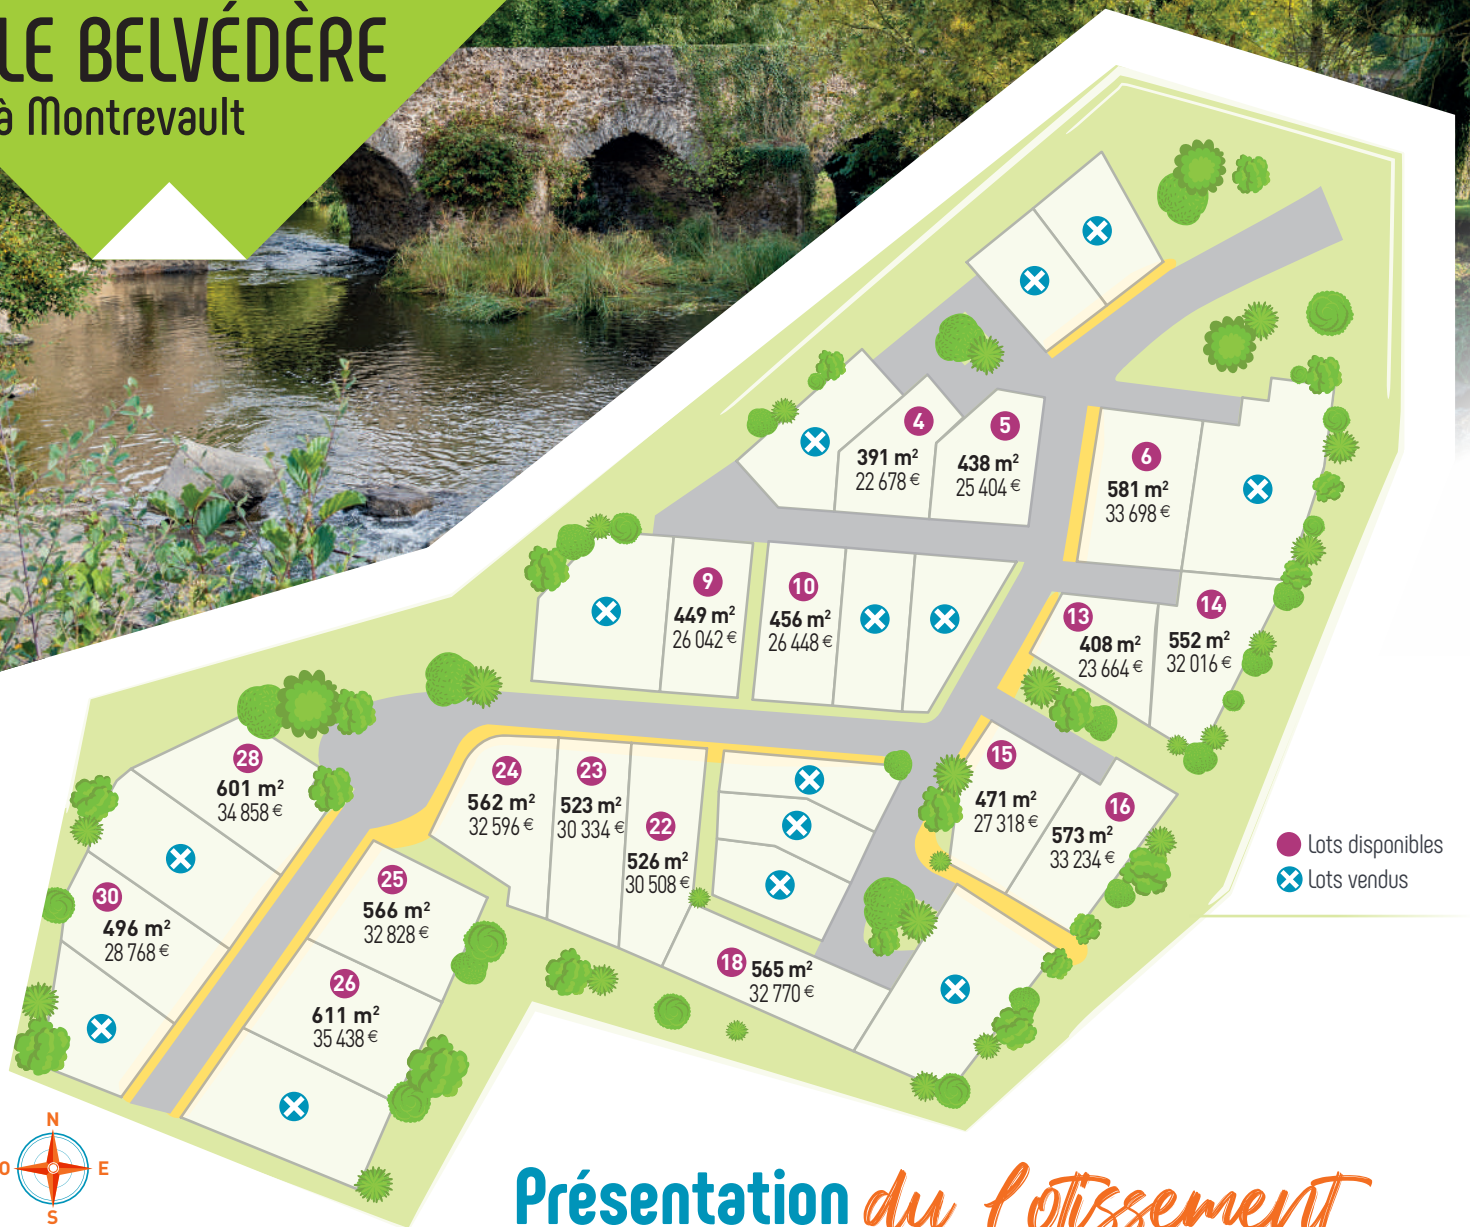 LE BELVÉDÈRE
à Montrevault
4
391 m²
22 678 €
5
438 m²
25 404 €
6
581 m²
33 698 €
9
449 m²
26 042 €
10
456 m²
26 448 €
13
408 m²
23 664 €
14
552 m²
32 016 €
28
601 m²
34 858 €
24
562 m²
32 596 €
23
523 m²
30 334 €
22
526 m²
30 508 €
15
471 m²
27 318 €
16
573 m²
33 234 €
30
496 m²
28 768 €
25
566 m²
32 828 €
26
611 m²
35 438 €
18
565 m²
32 770 €
Lots disponibles
Lots vendus
N
O E
S
Présentation du lotissement